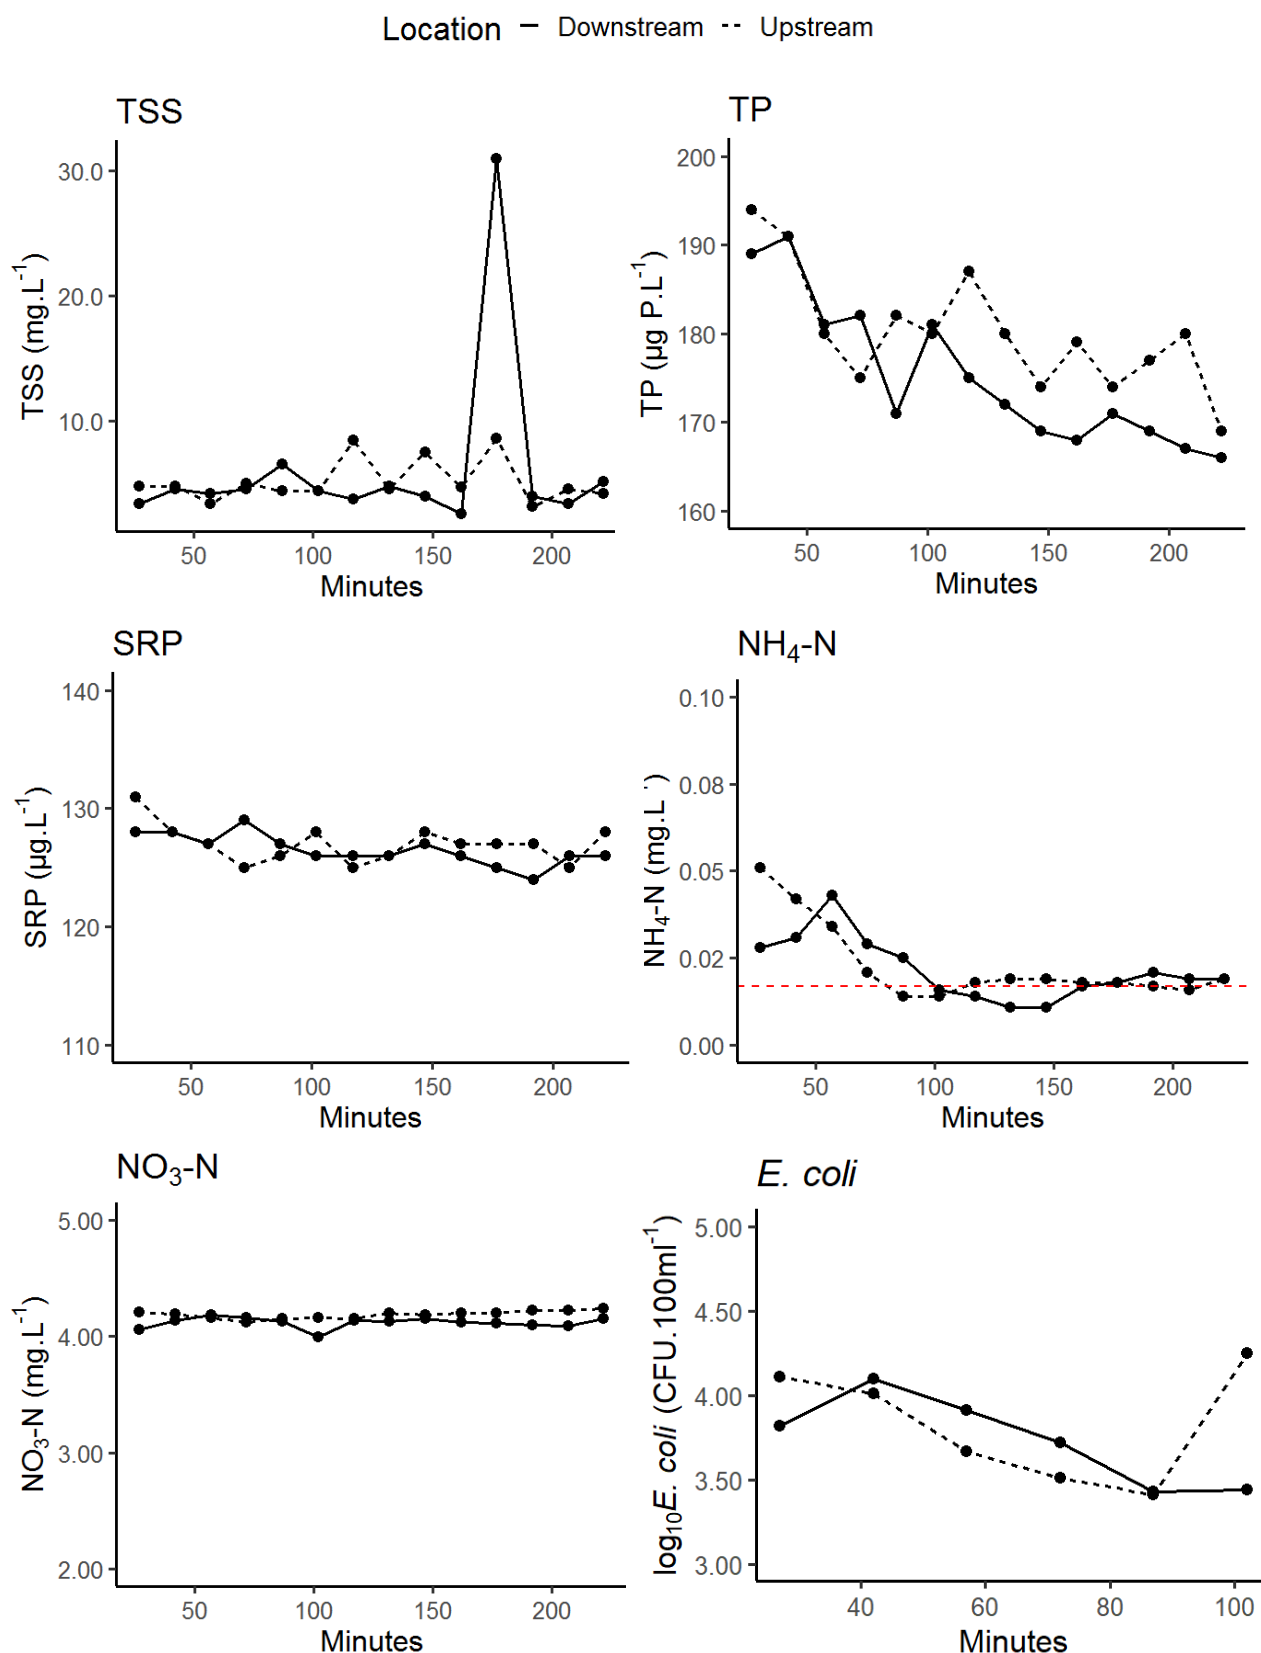 Location Downstream Upstream
TSS
TSS (mg.L⁻¹)
30.0
20.0
10.0
50 100 150 200
Minutes
TP
TP (µg P.L⁻¹)
200
190
180
170
160
50 100 150 200
Minutes
SRP
SRP (µg.L⁻¹)
140
130
120
110
50 100 150 200
Minutes
NH₄-N
NH₄-N (mg.L
0.10
0.08
0.05
0.02
0.00
50 100 150 200
Minutes
NO₃-N
NO₃-N (mg.L⁻¹)
5.00
4.00
3.00
2.00
50 100 150 200
Minutes
E. coli
log₁₀E. coli (CFU.100ml⁻¹)
5.00
4.50
4.00
3.50
3.00
40 60 80 100
Minutes